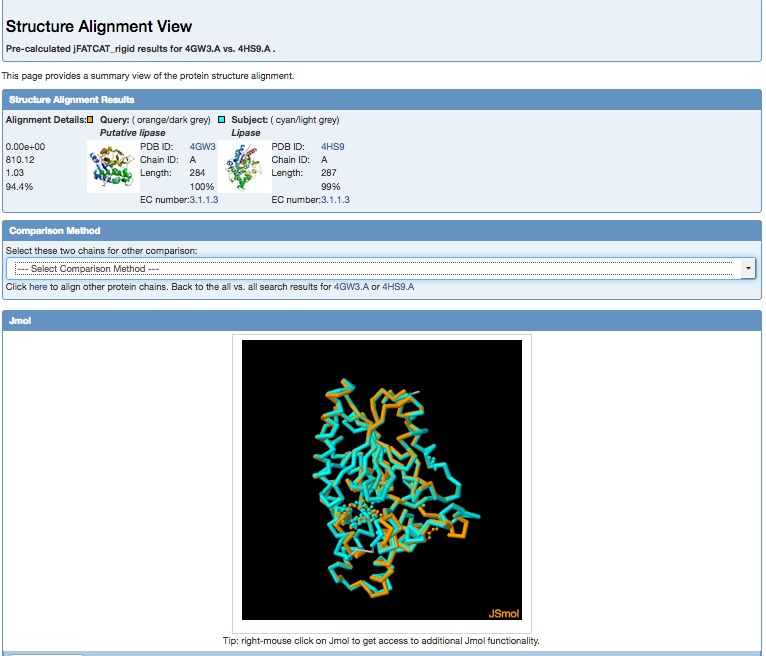 Structure Alignment View
Pre-calculated jFATCAT_rigid results for 4GW3.A vs. 4HS9.A .
This page provides a summary view of the protein structure alignment.
Structure Alignment Results
Alignment Details: Query: ( orange/dark grey) Subject: ( cyan/light grey)
Putative lipase Lipase
0.00e+00 PDB ID: 4GW3 PDB ID: 4HS9
810.12 Chain ID: A Chain ID: A
1.03 Length: 284 Length: 287
94.4% 100% 99%
EC number:3.1.1.3 EC number:3.1.1.3
Comparison Method
Select these two chains for other comparison:
--- Select Comparison Method ---
Click here to align other protein chains. Back to the all vs. all search results for 4GW3.A or 4HS9.A
Jmol
JSmol
Tip: right-mouse click on Jmol to get access to additional Jmol functionality.